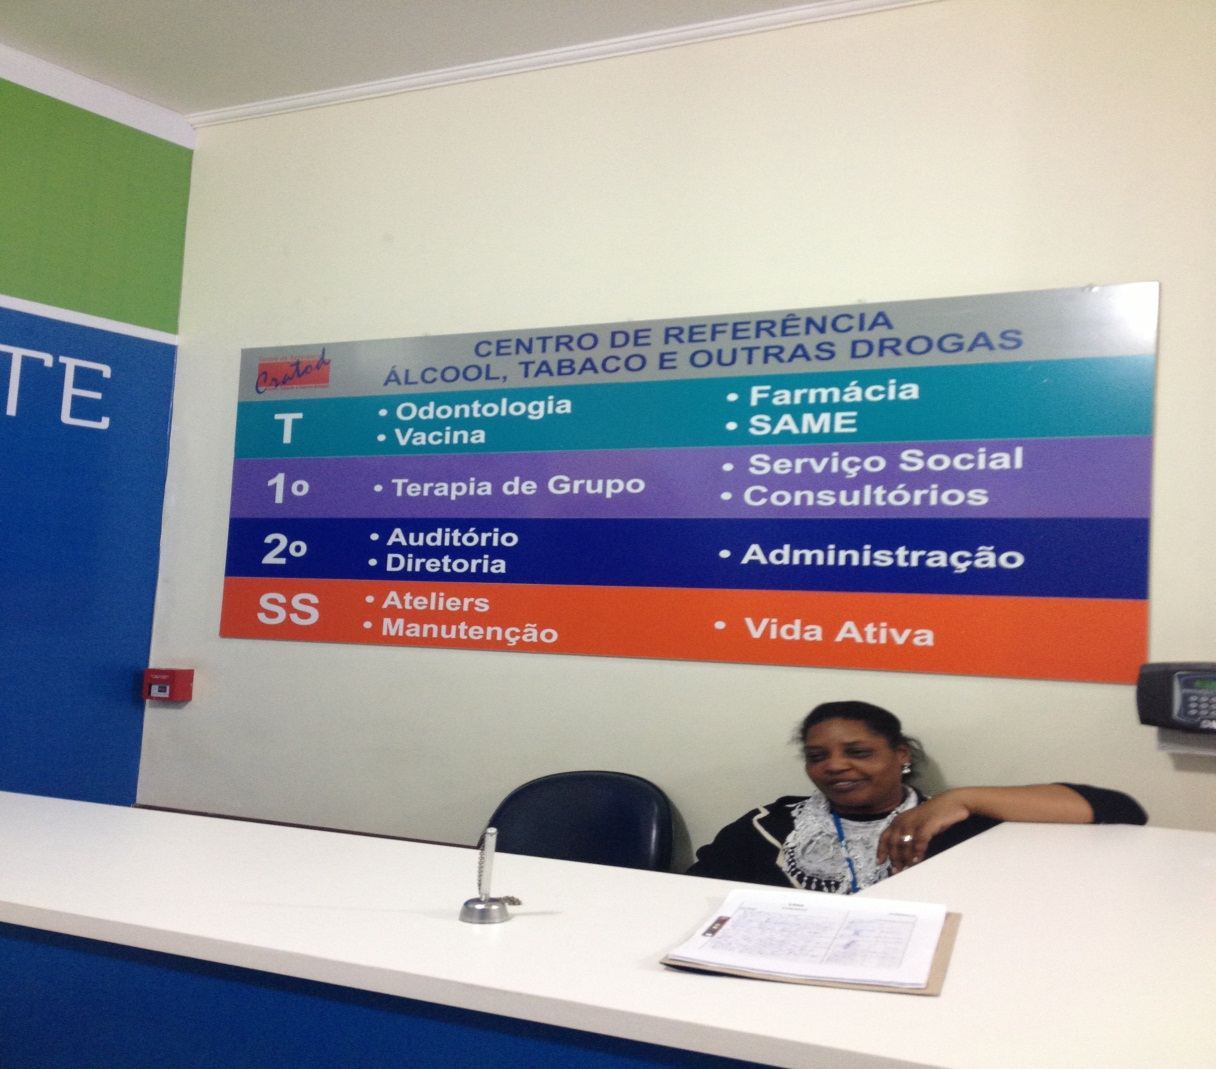 TE
Cratod
CENTRO DE REFERÊNCIA
ÁLCOOL, TABACO E OUTRAS DROGAS
T
• Odontologia
• Vacina
• Farmácia
• SAME
1º
• Terapia de Grupo
• Serviço Social
• Consultórios
2º
• Auditório
• Diretoria
• Administração
SS
• Ateliers
• Manutenção
• Vida Ativa